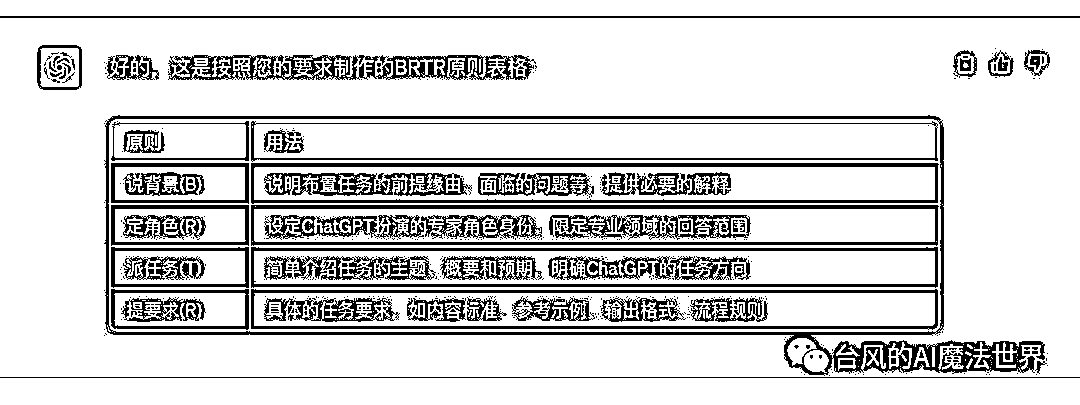 好的，这是按照您的要求制作的BRTR原则表格
原则 用法
说背景(B) 说明布置任务的前提缘由、面临的问题等，提供必要的解释
定角色(R) 设定ChatGPT扮演的专家角色身份，限定专业领域的回答范围
派任务(T) 简单介绍任务的主题、概要和预期，明确ChatGPT的任务方向
提要求(R) 具体的任务要求，如内容标准、参考示例、输出格式、流程规则
台风的AI魔法世界